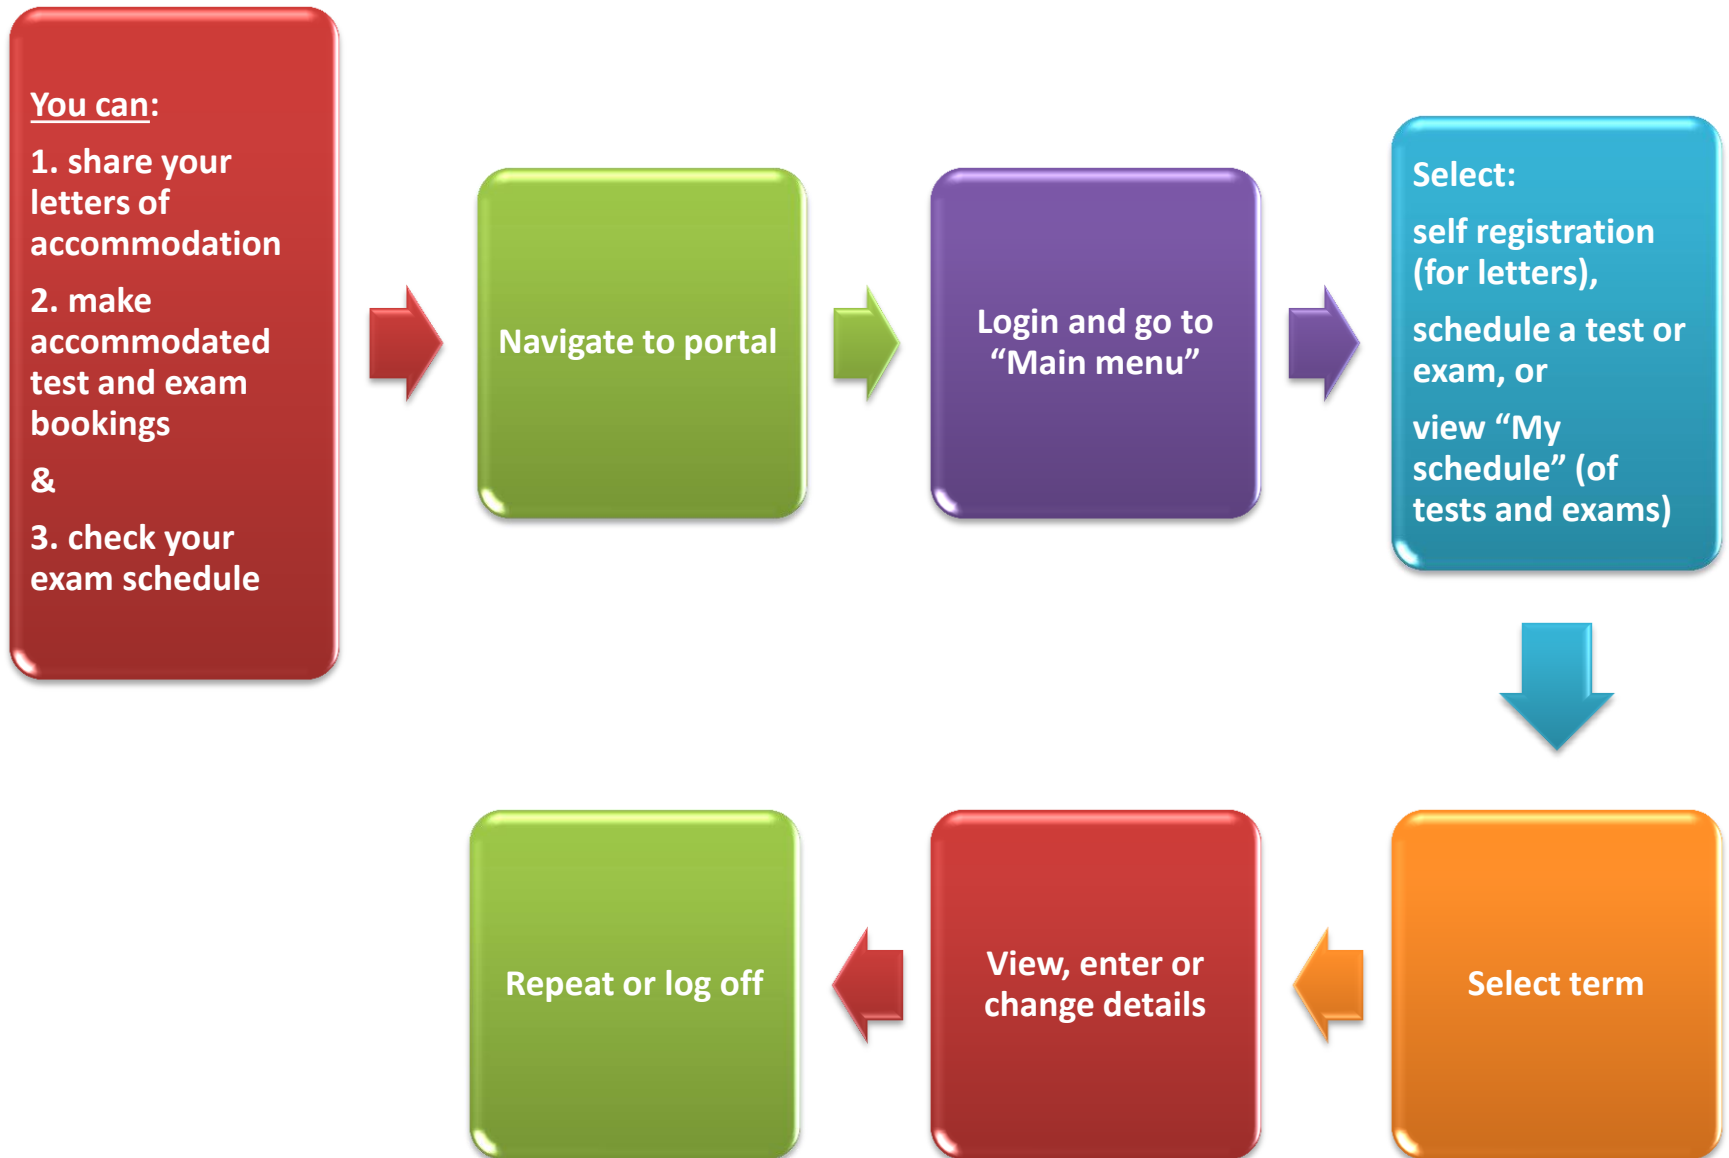 You can:
1. share your
letters of
accommodation
2. make
accommodated
test and exam
bookings
&
3. check your
exam schedule
Navigate to portal
Login and go to
“Main menu”
Select:
self registration
(for letters),
schedule a test or
exam, or
view “My
schedule” (of
tests and exams)
Select term
View, enter or
change details
Repeat or log off